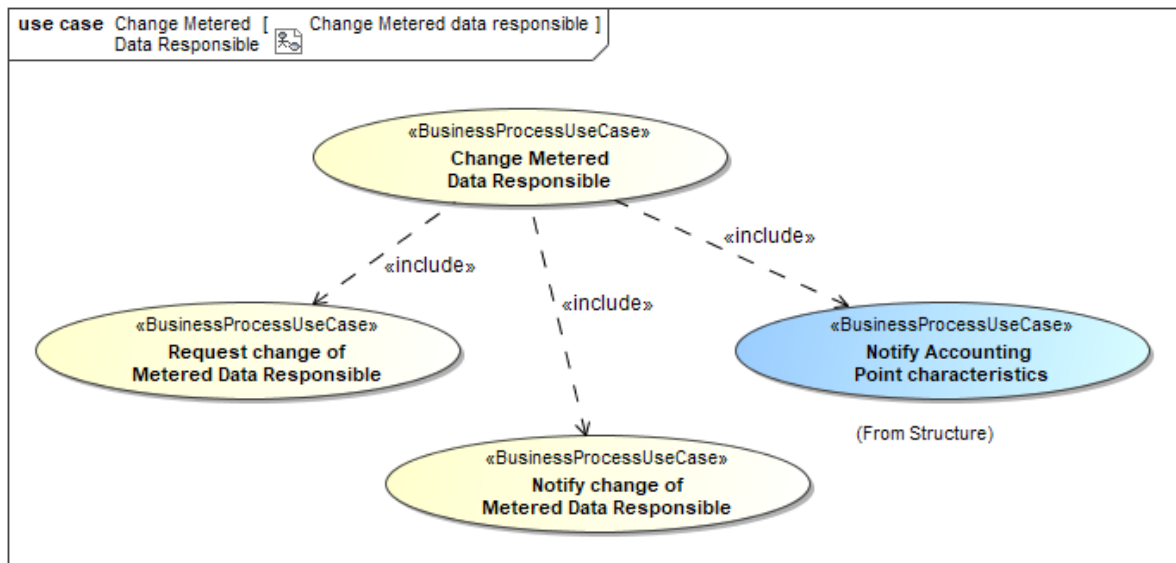 use case Change Metered [ Change Metered data responsible ]
Data Responsible
«BusinessProcessUseCase»
Change Metered
Data Responsible
«include»
«include»
«include»
«BusinessProcessUseCase»
Request change of
Metered Data Responsible
«BusinessProcessUseCase»
Notify Accounting
Point characteristics
(From Structure)
«BusinessProcessUseCase»
Notify change of
Metered Data Responsible